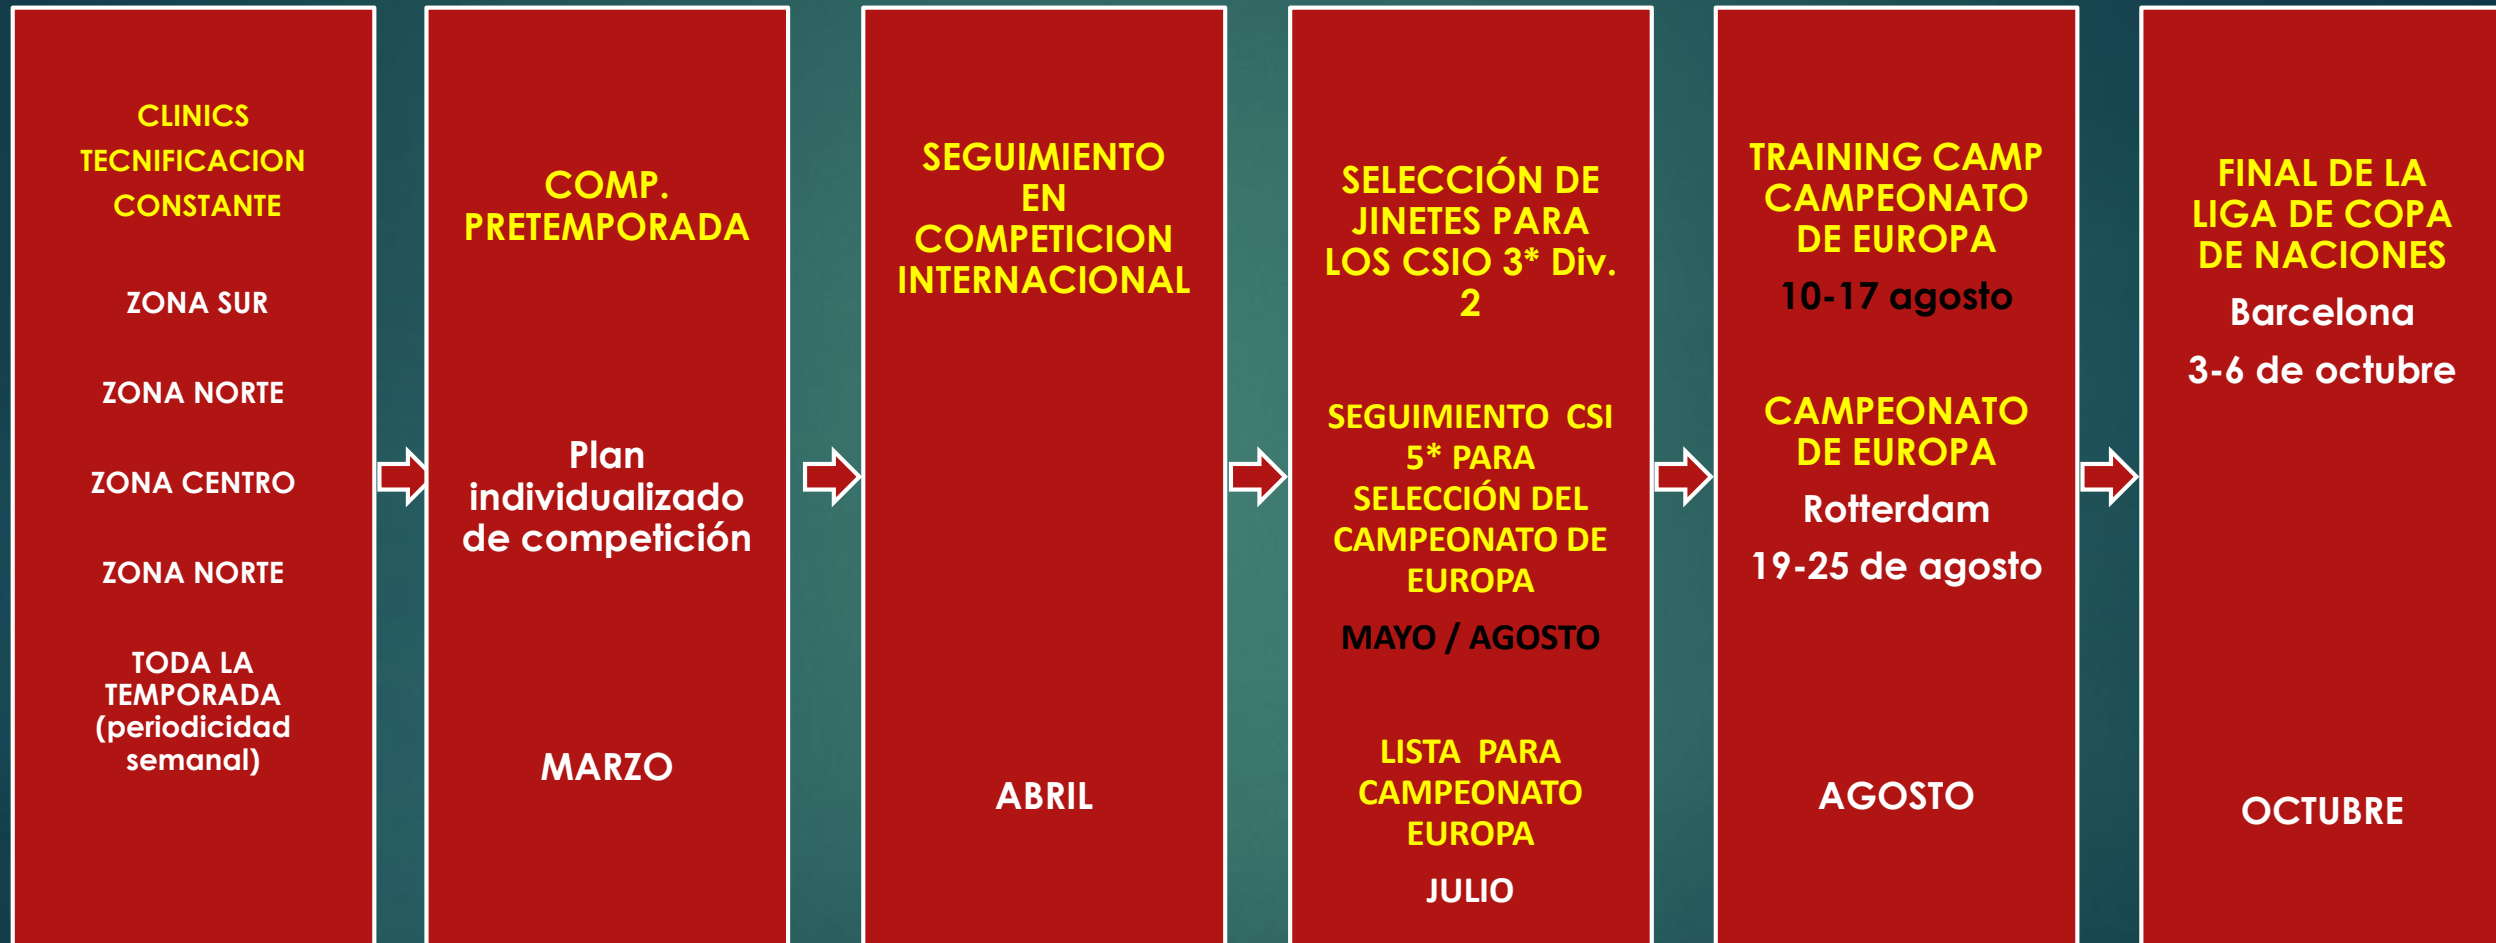 CLINICS
TECNIFICACION
CONSTANTE
ZONA SUR
ZONA NORTE
ZONA CENTRO
ZONA NORTE
TODA LA
TEMPORADA
(periodicidad
semanal)
COMP.
PRETEMPORADA
Plan
individualizado
de competición
MARZO
SEGUIMIENTO
EN
COMPETICION
INTERNACIONAL
ABRIL
SELECCIÓN DE
JINETES PARA
LOS CSIO 3* Div.
2
SEGUIMIENTO CSI
5* PARA
SELECCIÓN DEL
CAMPEONATO DE
EUROPA
MAYO / AGOSTO
LISTA PARA
CAMPEONATO
EUROPA
JULIO
TRAINING CAMP
CAMPEONATO
DE EUROPA
10-17 agosto
CAMPEONATO
DE EUROPA
Rotterdam
19-25 de agosto
AGOSTO
FINAL DE LA
LIGA DE COPA
DE NACIONES
Barcelona
3-6 de octubre
OCTUBRE